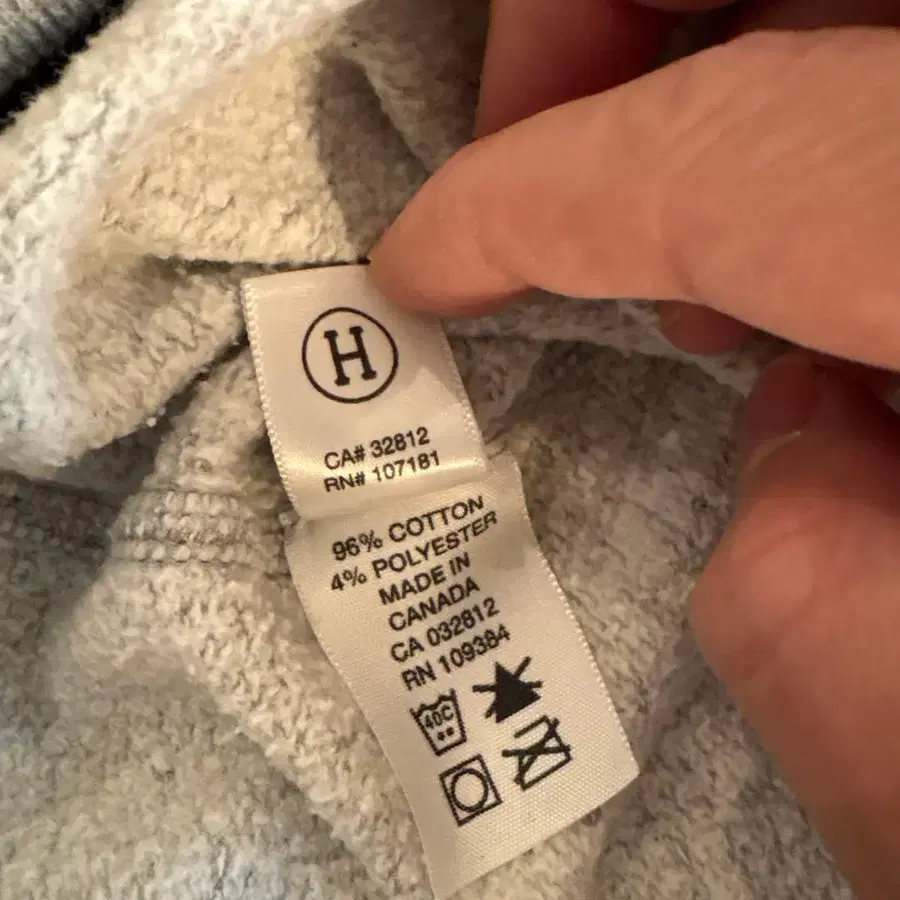 H
CA# 32812
RN# 107181
96% COTTON
4% POLYESTER
MADE IN
CANADA
CA 032812
RN 109384
40C